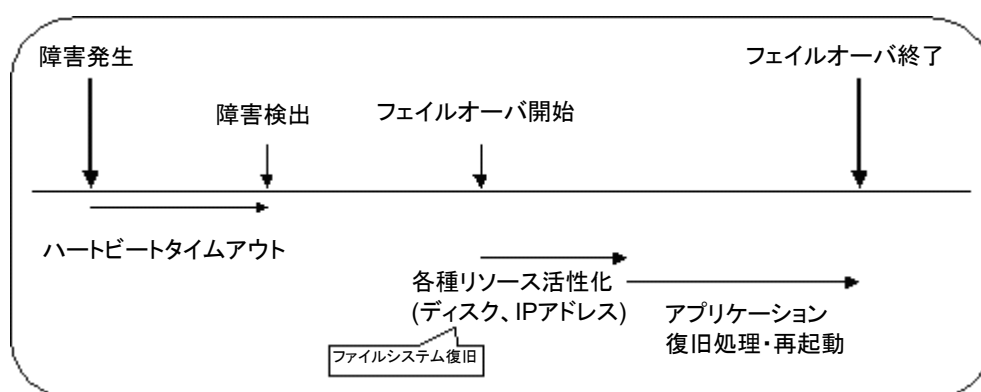 障害発生
フェイルオーバ終了
障害検出
フェイルオーバ開始
ハートビートタイムアウト
各種リソース活性化
(ディスク、IPアドレス)
アプリケーション
復旧処理・再起動
ファイルシステム復旧